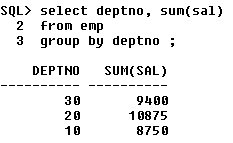 SQL> select deptno, sum(sal)
  2  from emp
  3  group by deptno ;
    DEPTNO   SUM(SAL)
---------- ----------
        30       9400
        20      10875
        10       8750